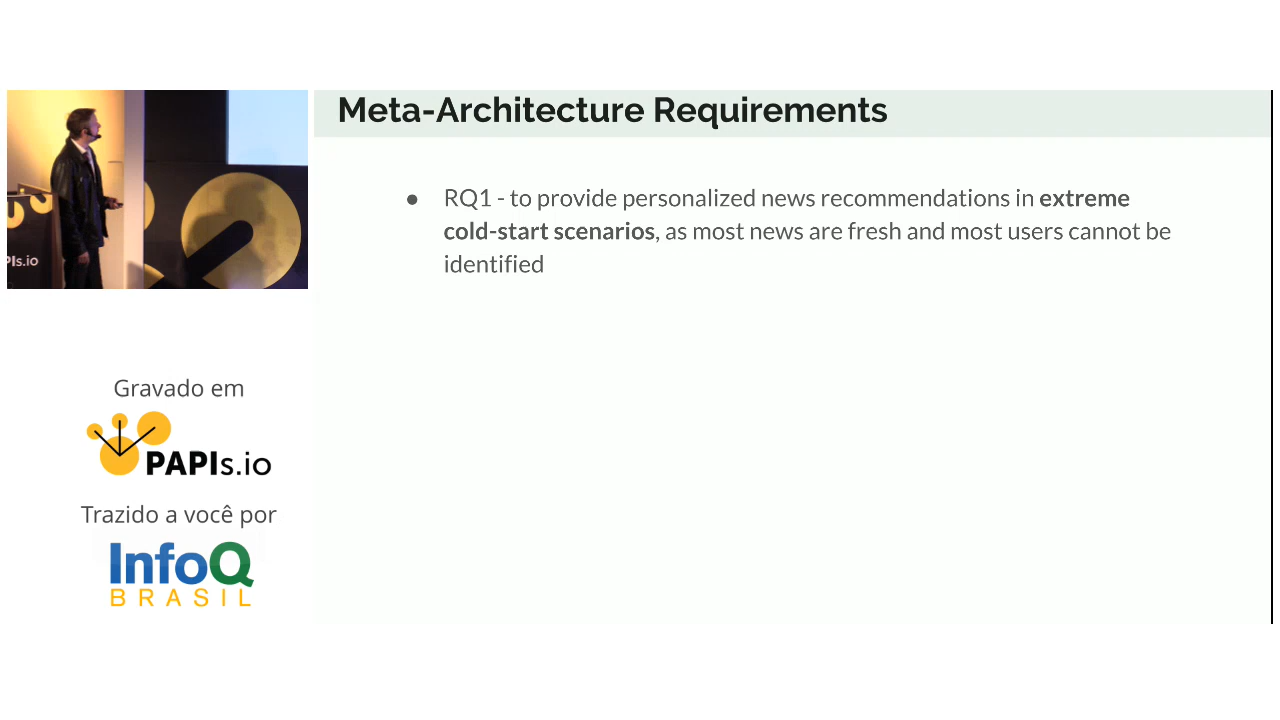 Meta-Architecture Requirements
● RQ1 - to provide personalized news recommendations in extreme
cold-start scenarios, as most news are fresh and most users cannot be
identified
PIs.io
Gravado em
PAPIs.io
Trazido a você por
InfoQ
BRASIL